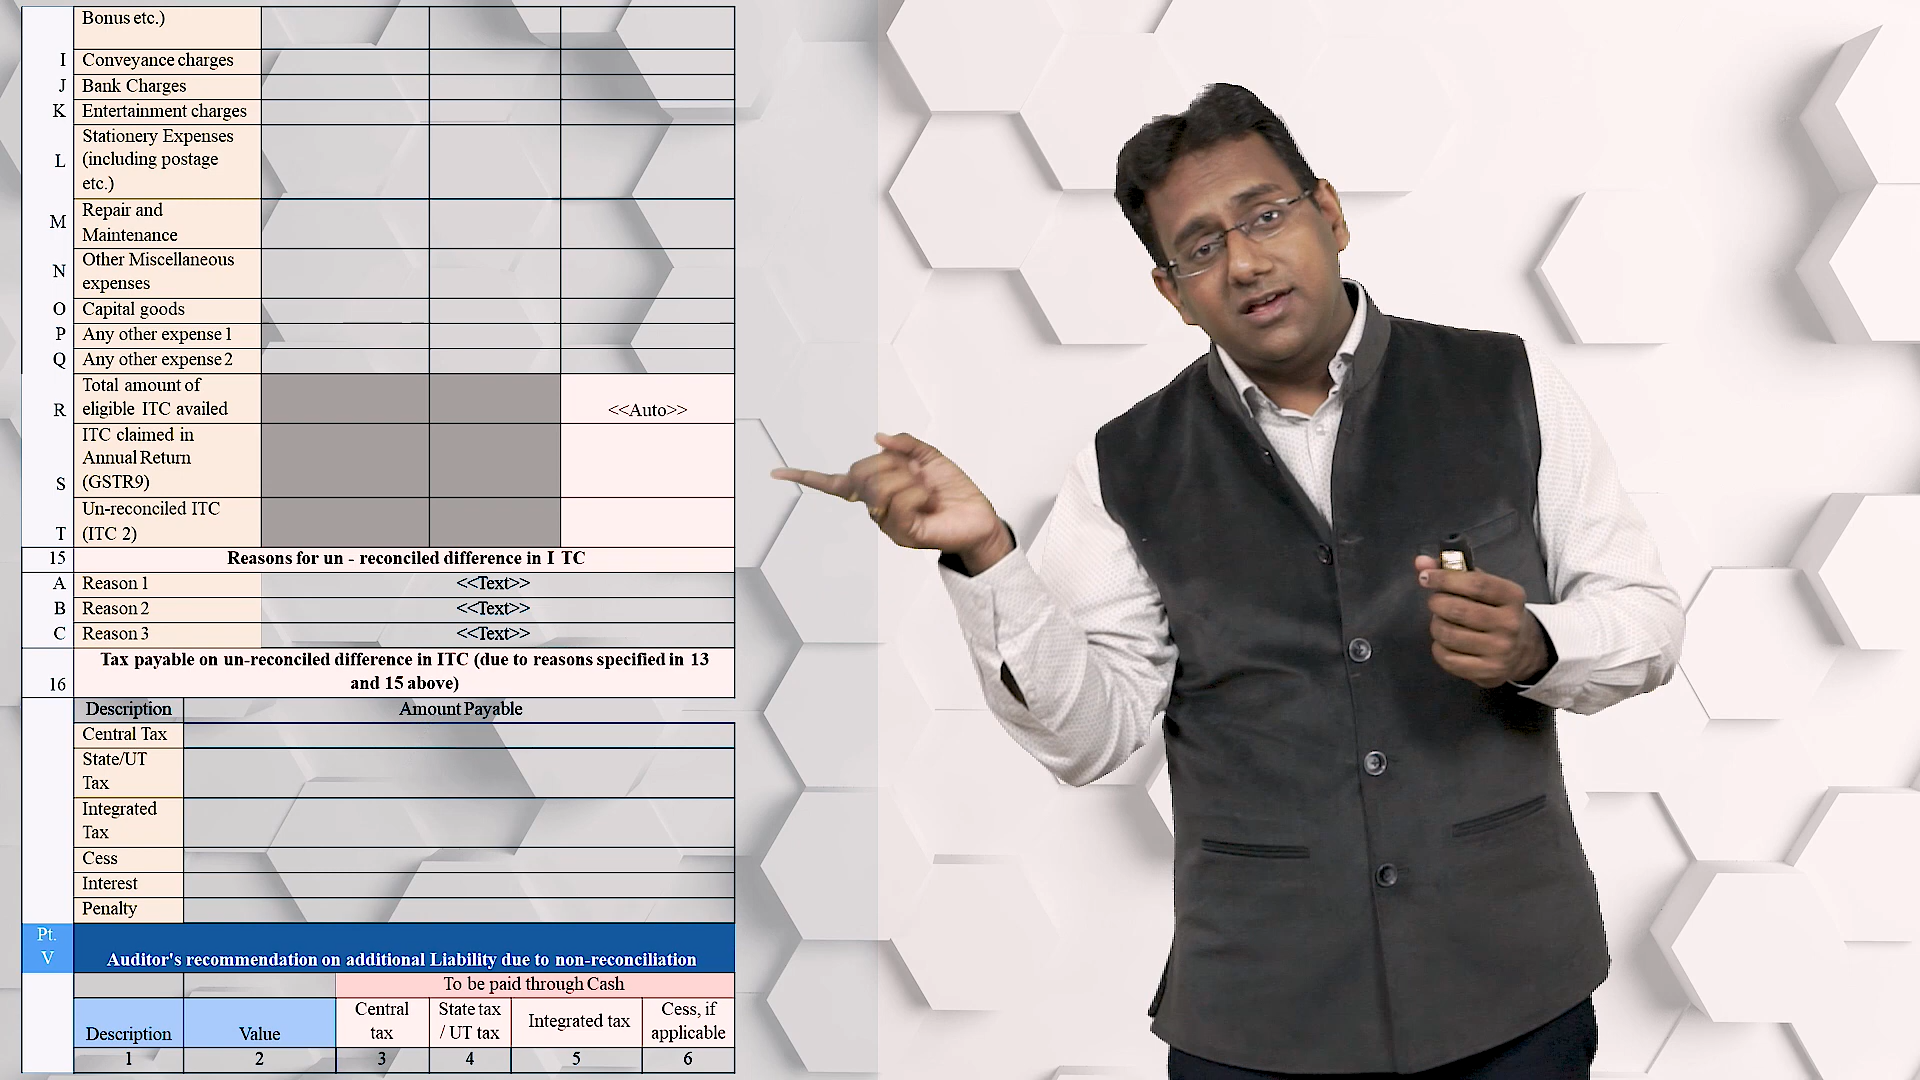 Bonus etc.)
I Conveyance charges
J Bank Charges
K Entertainment charges
Stationery Expenses
L (including postage
etc.)
Repair and
M Maintenance
Other Miscellaneous
N expenses
O Capital goods
P Any other expense 1
Q Any other expense 2
Total amount of
R eligible ITC availed <<Auto>>
ITC claimed in
Annual Return
S (GSTR9)
Un-reconciled ITC
T (ITC 2)
15 Reasons for un - reconciled difference in I TC
A Reason 1 <<Text>>
B Reason 2 <<Text>>
C Reason 3 <<Text>>
Tax payable on un-reconciled difference in ITC (due to reasons specified in 13
16 and 15 above)
Description Amount Payable
Central Tax
State/UT
Tax
Integrated
Tax
Cess
Interest
Penalty
Pt.
V Auditor's recommendation on additional Liability due to non-reconciliation
To be paid through Cash
Description Value Central tax State tax / UT tax Integrated tax Cess, if applicable
1 2 3 4 5 6